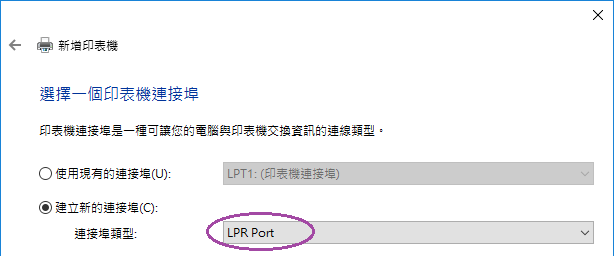 新增印表機
選擇一個印表機連接埠
印表機連接埠是一種可讓您的電腦與印表機交換資訊的連線類型。
使用現有的連接埠(U): LPT1: (印表機連接埠)
建立新的連接埠(C):
連接埠類型: LPR Port